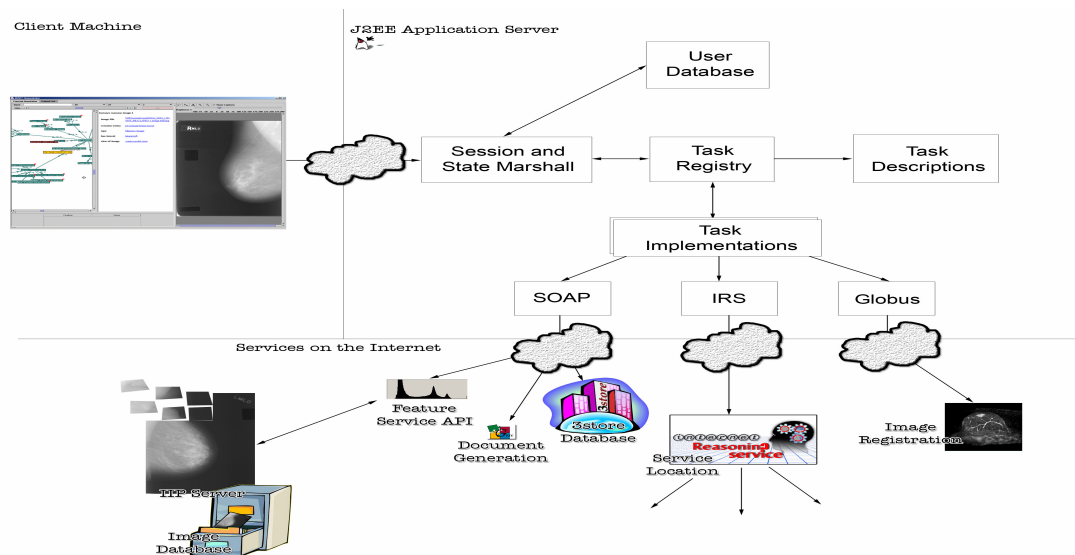 Client Machine
J2EE Application Server
User
Database
Session and
State Marshall
Task
Registry
Task
Descriptions
Task
Implementations
SOAP
IRS
Globus
Services on the Internet
Feature
Service API
Document
Generation
3store
3store
Database
internet
Reasoning
service
Service
Location
Image
Registration
IIP Server
Image
Database